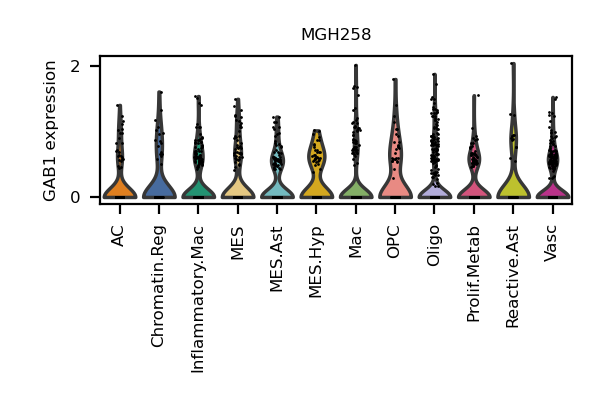 MGH258
GAB1 expression
2
0
AC
Chromatin.Reg
Inflammatory.Mac
MES
MES.Ast
MES.Hyp
Mac
OPC
Oligo
Prolif.Metab
Reactive.Ast
Vasc